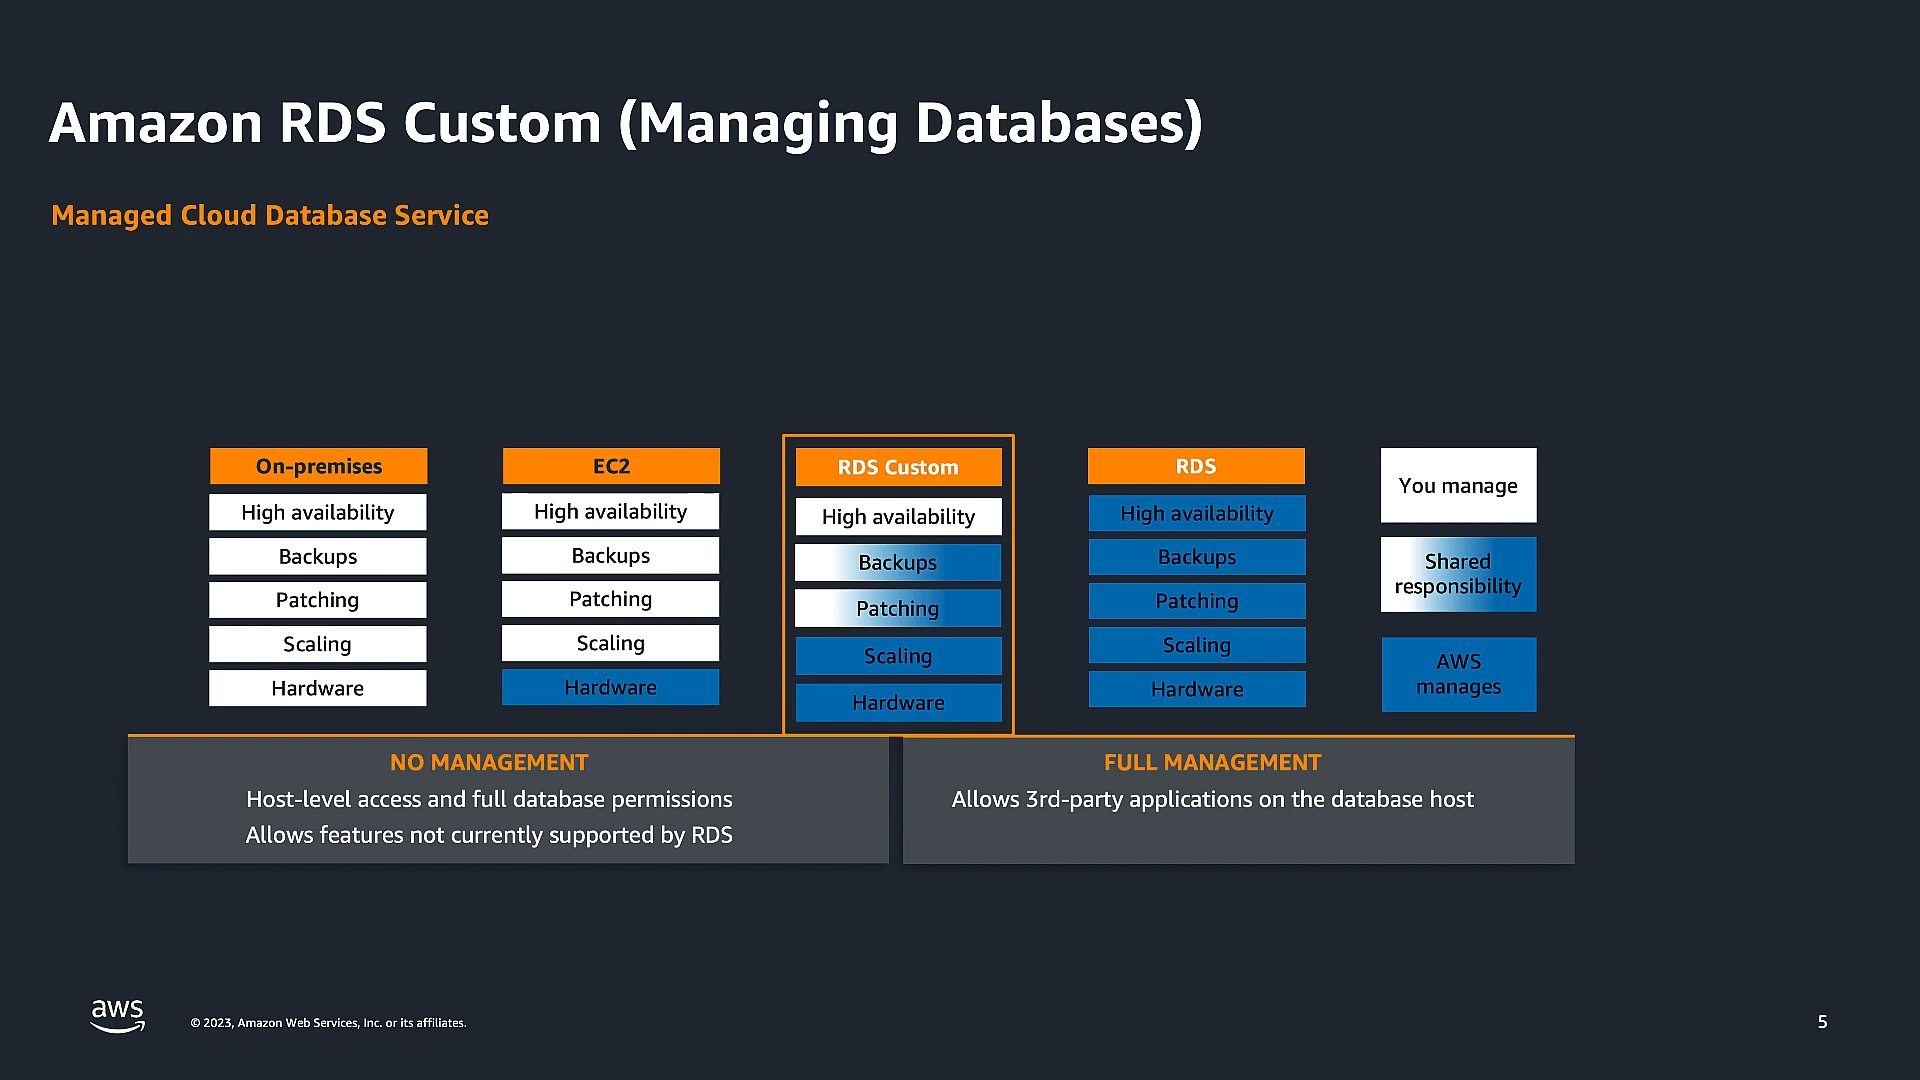 Amazon RDS Custom (Managing Databases)
Managed Cloud Database Service
On-premises
High availability
Backups
Patching
Scaling
Hardware
EC2
High availability
Backups
Patching
Scaling
Hardware
RDS Custom
High availability
Backups
Patching
Scaling
Hardware
RDS
High availability
Backups
Patching
Scaling
Hardware
You manage
Shared
responsibility
AWS
manages
NO MANAGEMENT
Host-level access and full database permissions
Allows features not currently supported by RDS
FULL MANAGEMENT
Allows 3rd-party applications on the database host
aws
© 2023, Amazon Web Services, Inc. or its affiliates.
5